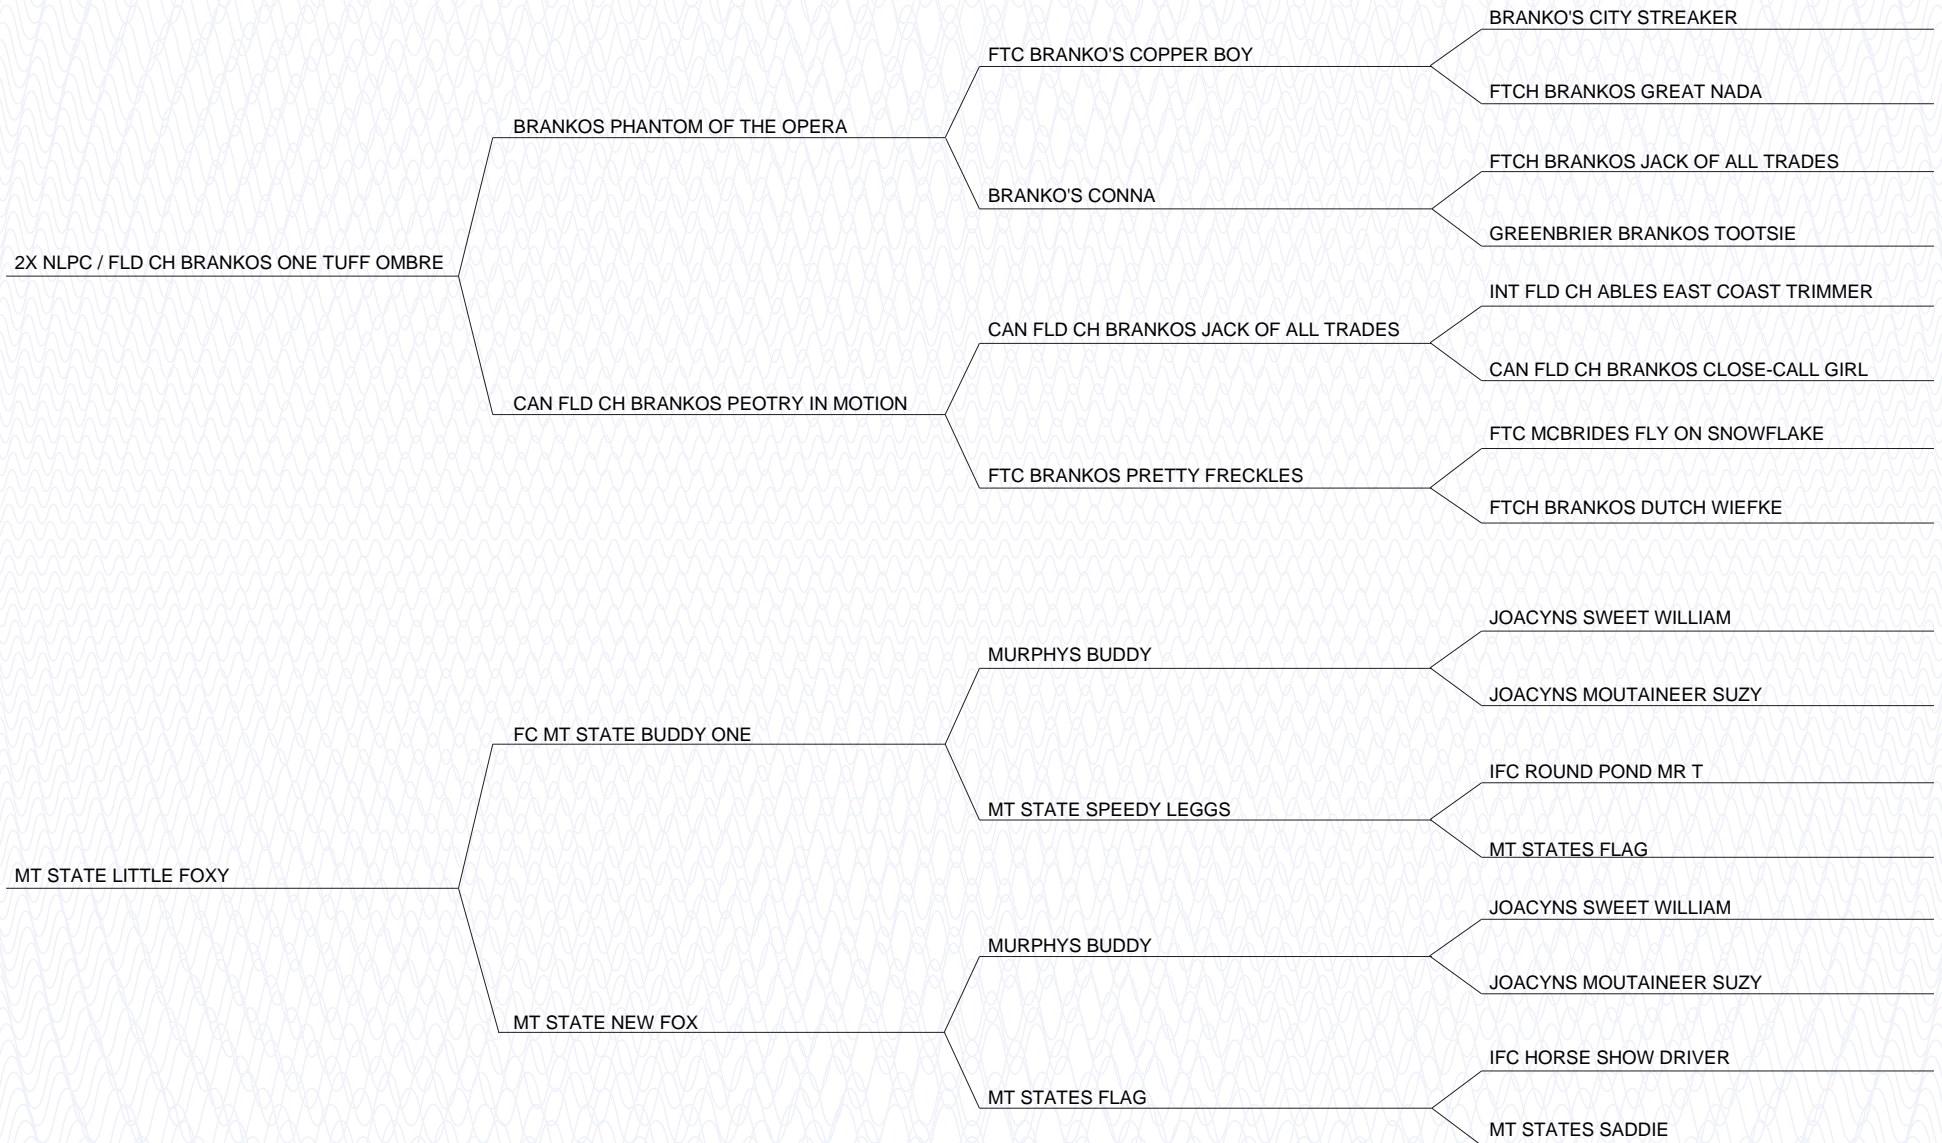 BRANKO'S CITY STREAKER
FTC BRANKO'S COPPER BOY
FTCH BRANKOS GREAT NADA
BRANKOS PHANTOM OF THE OPERA
FTCH BRANKOS JACK OF ALL TRADES
BRANKO'S CONNA
GREENBRIER BRANKOS TOOTSIE
2X NLPC / FLD CH BRANKOS ONE TUFF OMBRE
INT FLD CH ABLES EAST COAST TRIMMER
CAN FLD CH BRANKOS JACK OF ALL TRADES
CAN FLD CH BRANKOS CLOSE-CALL GIRL
CAN FLD CH BRANKOS PEOTRY IN MOTION
FTC MCBRIDES FLY ON SNOWFLAKE
FTC BRANKOS PRETTY FRECKLES
FTCH BRANKOS DUTCH WIEFKE
JOACYNS SWEET WILLIAM
MURPHYS BUDDY
JOACYNS MOUTAINEER SUZY
FC MT STATE BUDDY ONE
IFC ROUND POND MR T
MT STATE SPEEDY LEGGS
MT STATES FLAG
MT STATE LITTLE FOXY
JOACYNS SWEET WILLIAM
MURPHYS BUDDY
JOACYNS MOUTAINEER SUZY
MT STATE NEW FOX
IFC HORSE SHOW DRIVER
MT STATES FLAG
MT STATES SADDIE